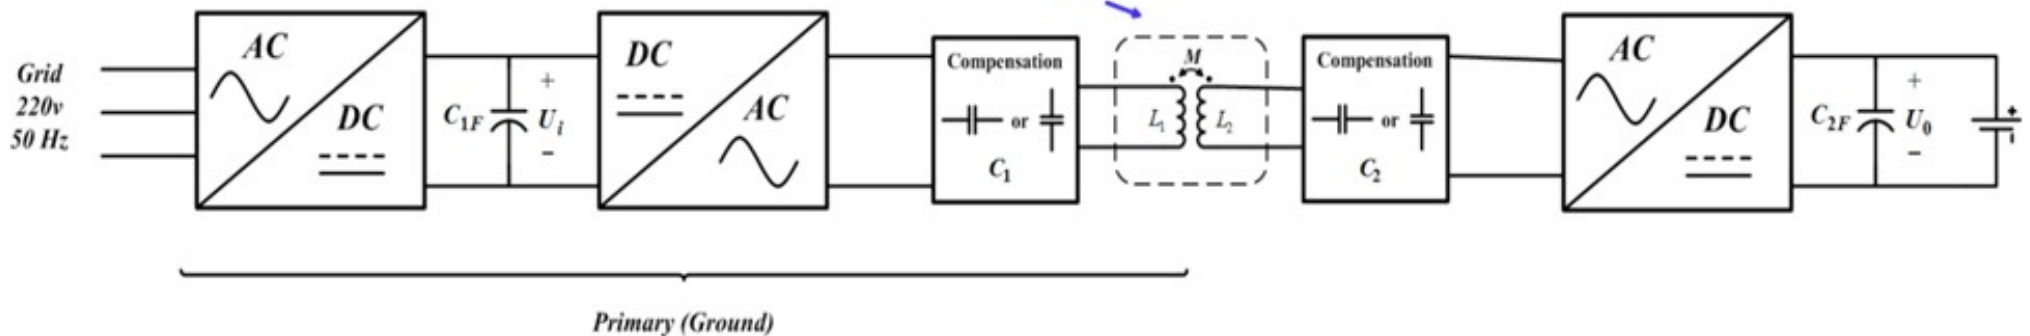 Grid
220v
50 Hz
AC
DC
C1F
+
Ui
−
DC
AC
Compensation
or
C1
M
L1
L2
Compensation
or
C2
AC
DC
C2F
+
U0
−
+
Primary (Ground)